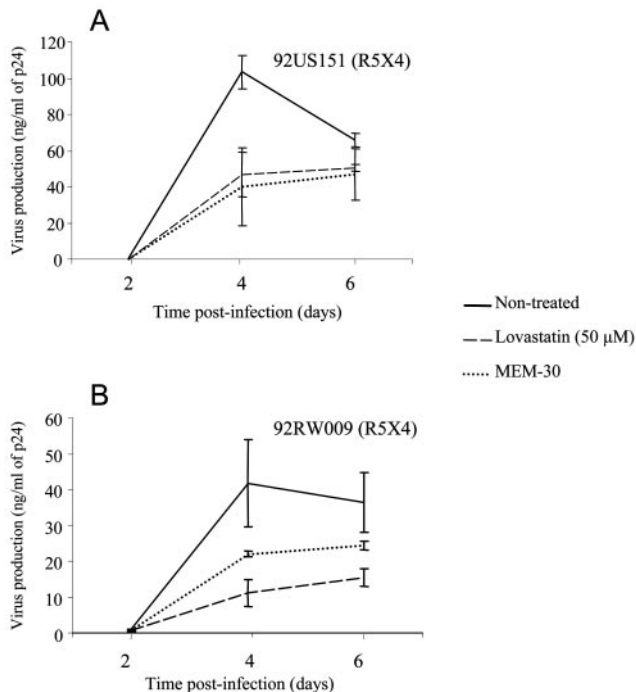 A
92US151 (R5X4)
Virus production (ng/ml of p24)
120
100
80
60
40
20
0
2 4 6
Time post-infection (days)
Non-treated
Lovastatin (50 µM)
MEM-30
B
92RW009 (R5X4)
Virus production (ng/ml of p24)
60
50
40
30
20
10
0
2 4 6
Time post-infection (days)